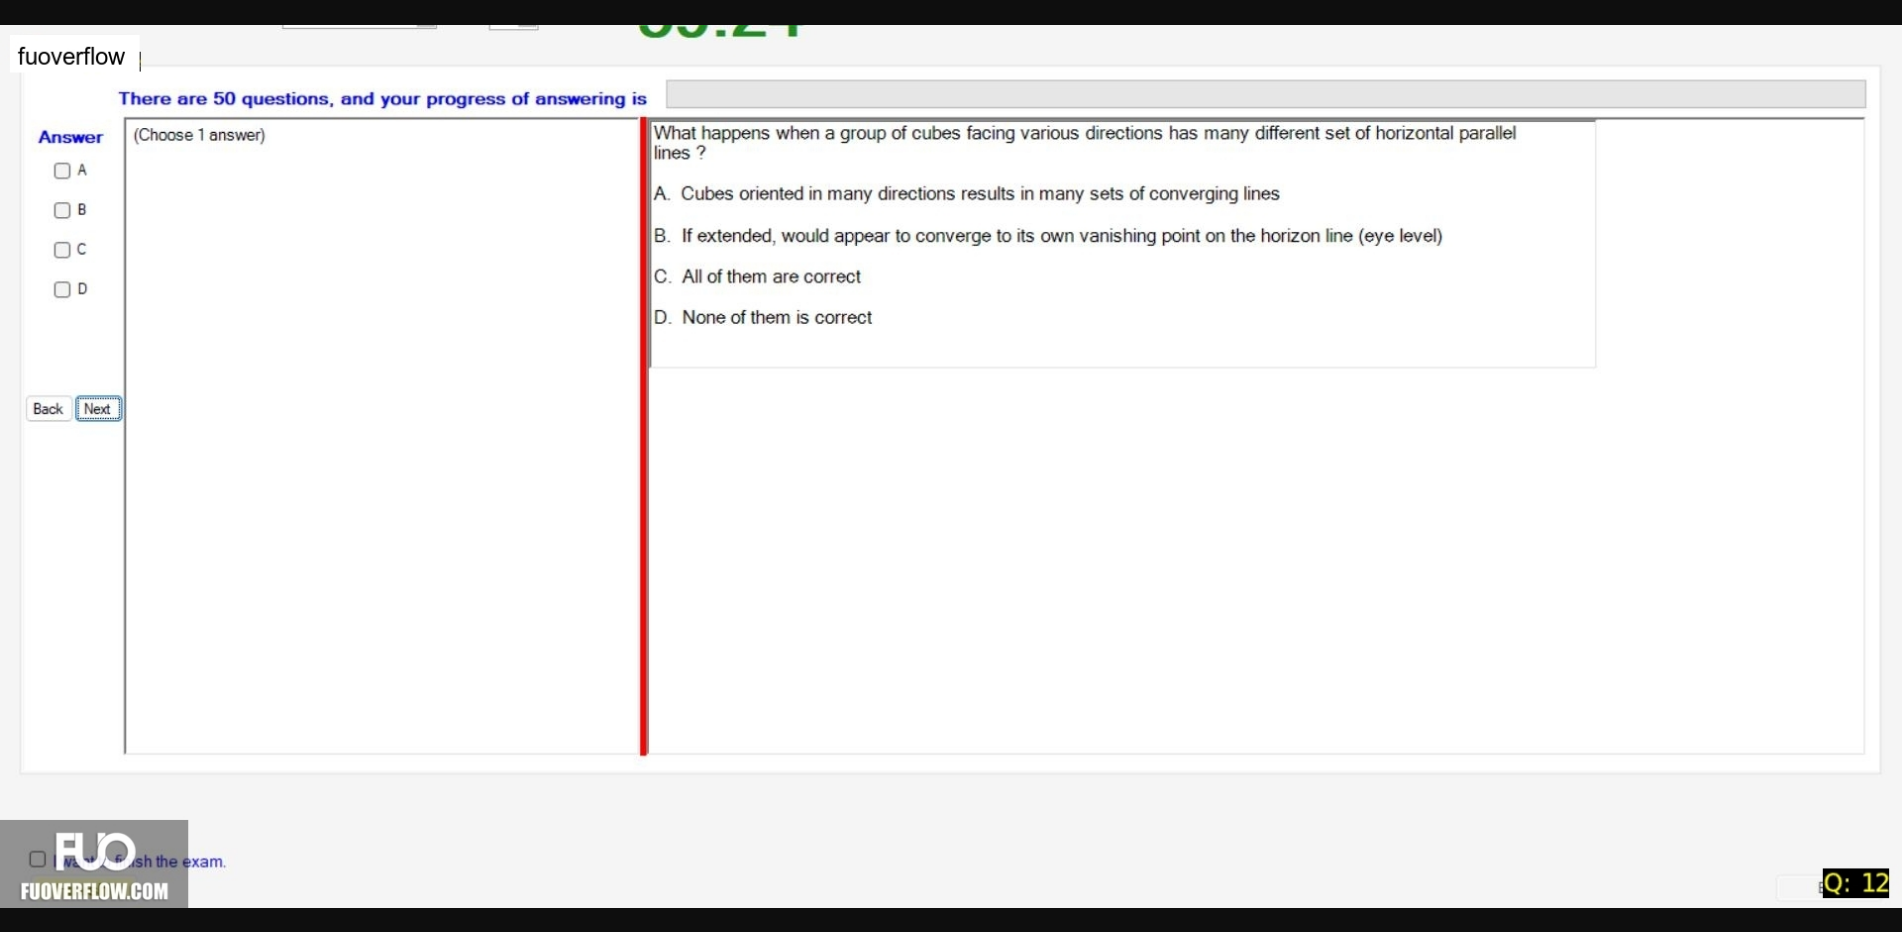 fuoverflow
There are 50 questions, and your progress of answering is
Answer
(Choose 1 answer)
A
B
C
D
Back
Next
What happens when a group of cubes facing various directions has many different set of horizontal parallel
lines ?
A. Cubes oriented in many directions results in many sets of converging lines
B. If extended, would appear to converge to its own vanishing point on the horizon line (eye level)
C. All of them are correct
D. None of them is correct
FUO
the exam.
FUOVERFLOW.COM
Q: 12